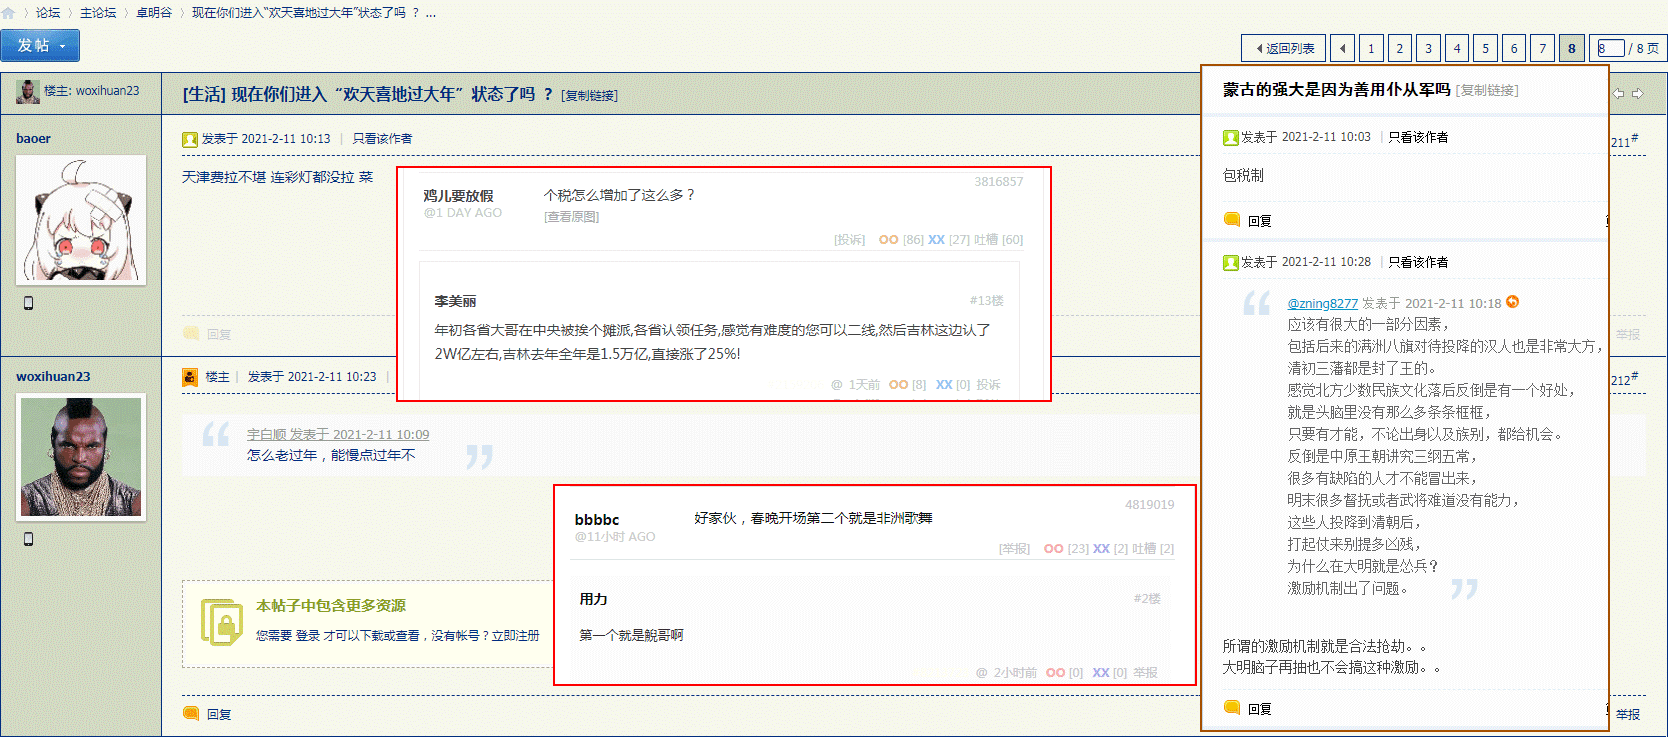 论坛 › 主论坛 › 卓明谷 › 现在你们进入“欢天喜地过大年”状态了吗 ？ ...
发帖
返回列表 1 2 3 4 5 6 7 8 8 / 8 页
楼主: woxihuan23
[生活] 现在你们进入“欢天喜地过大年”状态了吗 ？ [复制链接]
baoer
发表于 2021-2-11 10:13 | 只看该作者
211#
天津费拉不堪 连彩灯都没拉 菜
回复
举报
鸡儿要放假
@1 DAY AGO
个税怎么增加了这么多？
[查看原图]
3816857
[投诉] OO [86] XX [27] 吐槽 [60]
李美丽
#13楼
年初各省大哥在中央被挨个摊派,各省认领任务,感觉有难度的您可以二线,然后吉林这边认了
2W亿左右,吉林去年全年是1.5万亿,直接涨了25%!
@ 1天前 OO [8] XX [0] 投诉
woxihuan23
楼主 | 发表于 2021-2-11 10:23 |
212#
宇白顺 发表于 2021-2-11 10:09
怎么老过年，能慢点过年不
bbbbc
@11小时 AGO
好家伙，春晚开场第二个就是非洲歌舞
4819019
[举报] OO [23] XX [2] 吐槽 [2]
用力
#2楼
第一个就是鯢哥啊
@ 2小时前 OO [0] XX [0] 举报
本帖子中包含更多资源
您需要 登录 才可以下载或查看，没有帐号？立即注册
回复
举报
蒙古的强大是因为善用仆从军吗 [复制链接]
发表于 2021-2-11 10:03 | 只看该作者
包税制
回复
发表于 2021-2-11 10:28 | 只看该作者
@zning8277 发表于 2021-2-11 10:18
应该有很大的一部分因素，
包括后来的满洲八旗对待投降的汉人也是非常大方，
清初三藩都是封了王的。
感觉北方少数民族文化落后反倒是有一个好处，
就是头脑里没有那么多条条框框，
只要有才能，不论出身以及族别，都给机会。
反倒是中原王朝讲究三纲五常，
很多有缺陷的人才不能冒出来，
明末很多督抚或者武将难道没有能力，
这些人投降到清朝后，
打起仗来别提多凶残，
为什么在大明就是怂兵？
激励机制出了问题。
所谓的激励机制就是合法抢劫。。
大明脑子再抽也不会搞这种激励。。
回复